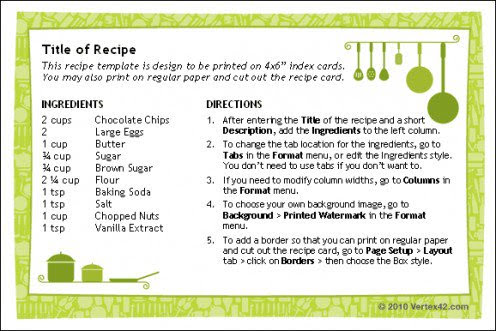 Title of Recipe
This recipe template is design to be printed on 4x6" index cards.
You may also print on regular paper and cut out the recipe card.
INGREDIENTS
2 cups Chocolate Chips
2 Large Eggs
1 cup Butter
¾ cup Sugar
¾ cup Brown Sugar
2 ¼ cup Flour
1 tsp Baking Soda
1 tsp Salt
1 cup Chopped Nuts
1 tsp Vanilla Extract
DIRECTIONS
1. After entering the Title of the recipe and a short
Description, add the Ingredients to the left column.
2. To change the tab location for the ingredients, go to
Tabs in the Format menu, or edit the Ingredients style.
You don't need to use tabs if you don't want to.
3. If you need to modify column widths, go to Columns in
the Format menu.
4. To choose your own background image, go to
Background > Printed Watermark in the Format
menu.
5. To add a border so that you can print on regular paper
and cut out the recipe card, go to Page Setup > Layout
tab > click on Borders > then choose the Box style.
© 2010 Vertex42.com